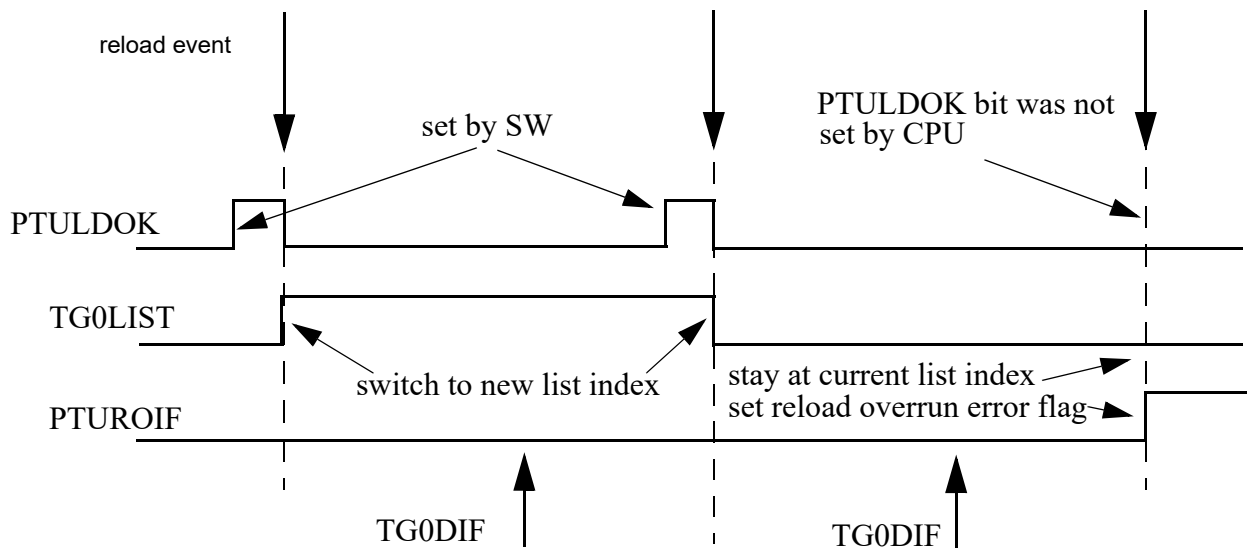 reload event
set by SW
PTULDOK bit was not
set by CPU
PTULDOK
TG0LIST
switch to new list index
stay at current list index
set reload overrun error flag
PTUROIF
TG0DIF
TG0DIF